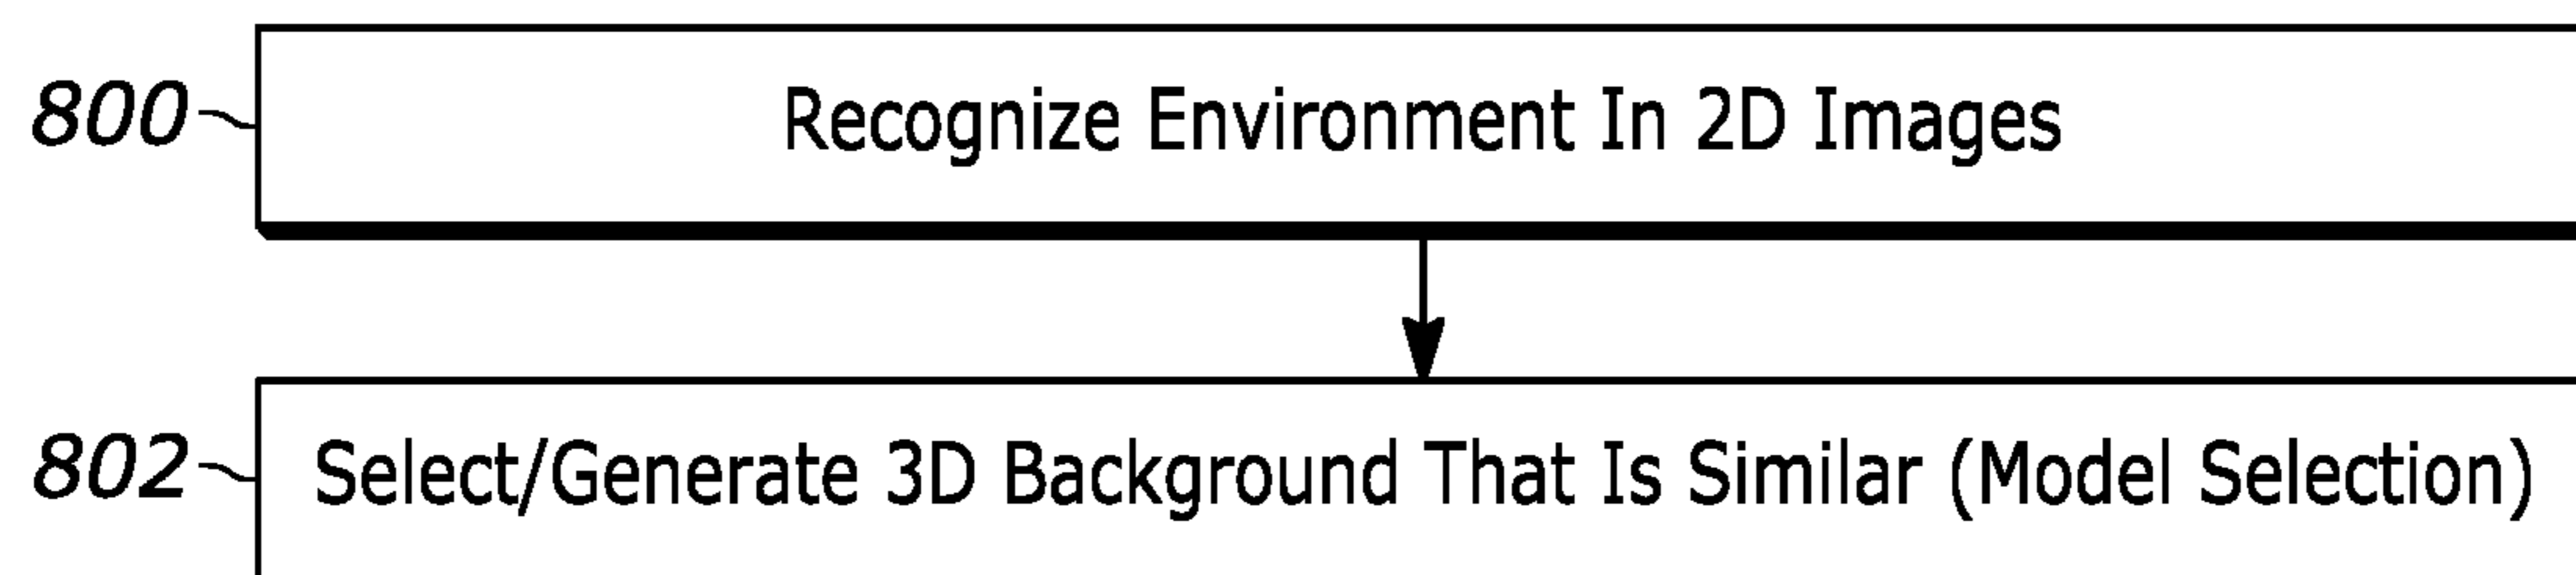 800 Recognize Environment In 2D Images
802 Select/Generate 3D Background That Is Similar (Model Selection)